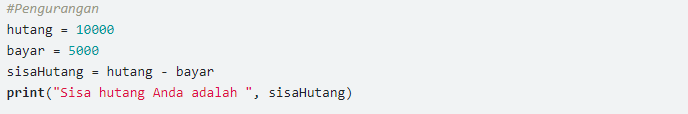 #Pengurangan
hutang = 10000
bayar = 5000
sisaHutang = hutang - bayar
print("Sisa hutang Anda adalah ", sisaHutang)